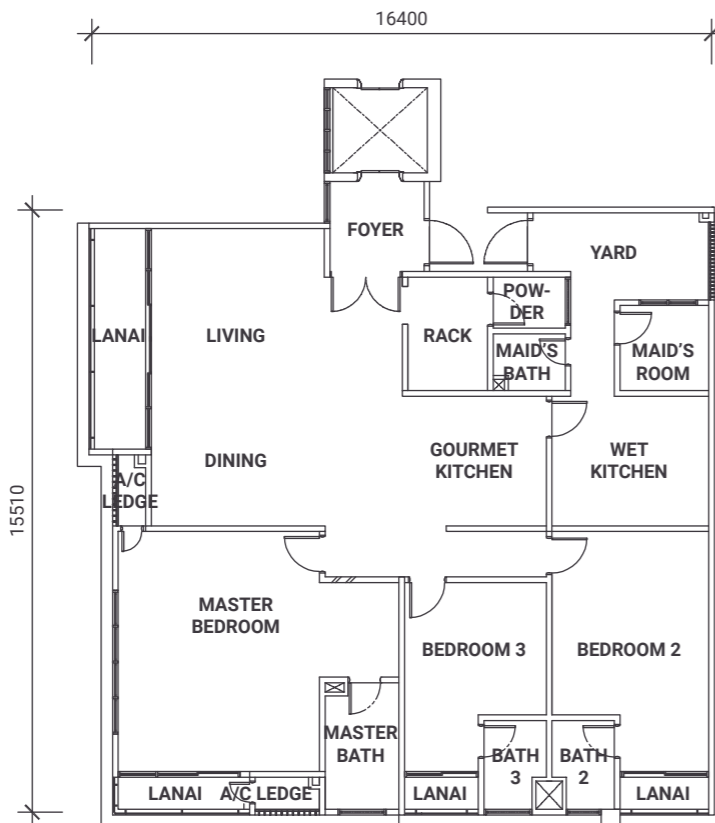 16400
FOYER
YARD
POW-
DER
LANAI
LIVING
RACK
MAID'S
BATH
MAID'S
ROOM
DINING
GOURMET
KITCHEN
WET
KITCHEN
A/C
LEDGE
15510
MASTER
BEDROOM
BEDROOM 3
BEDROOM 2
MASTER
BATH
BATH
3
BATH
2
LANAI
A/C LEDGE
LANAI
LANAI